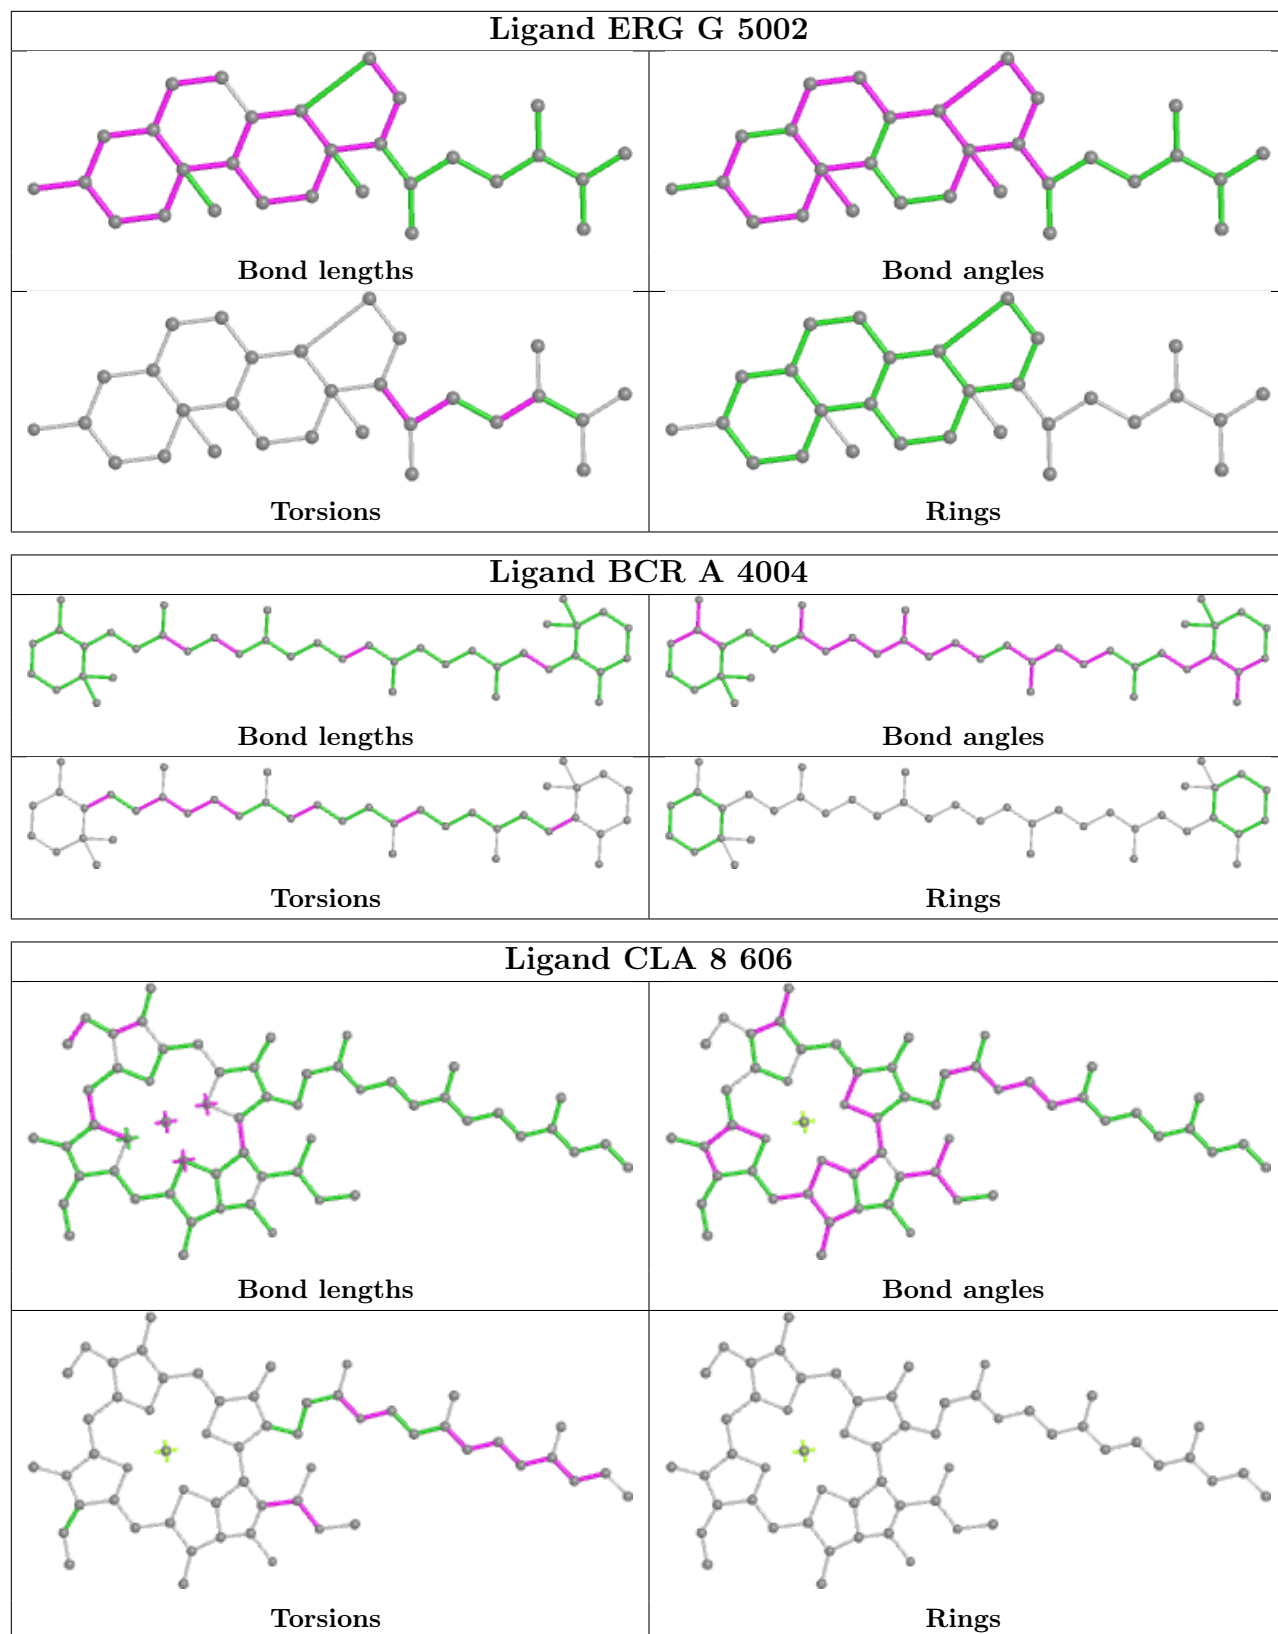 Ligand ERG G 5002
Bond lengths
Bond angles
Torsions
Rings
Ligand BCR A 4004
Bond lengths
Bond angles
Torsions
Rings
Ligand CLA 8 606
Bond lengths
Bond angles
Torsions
Rings